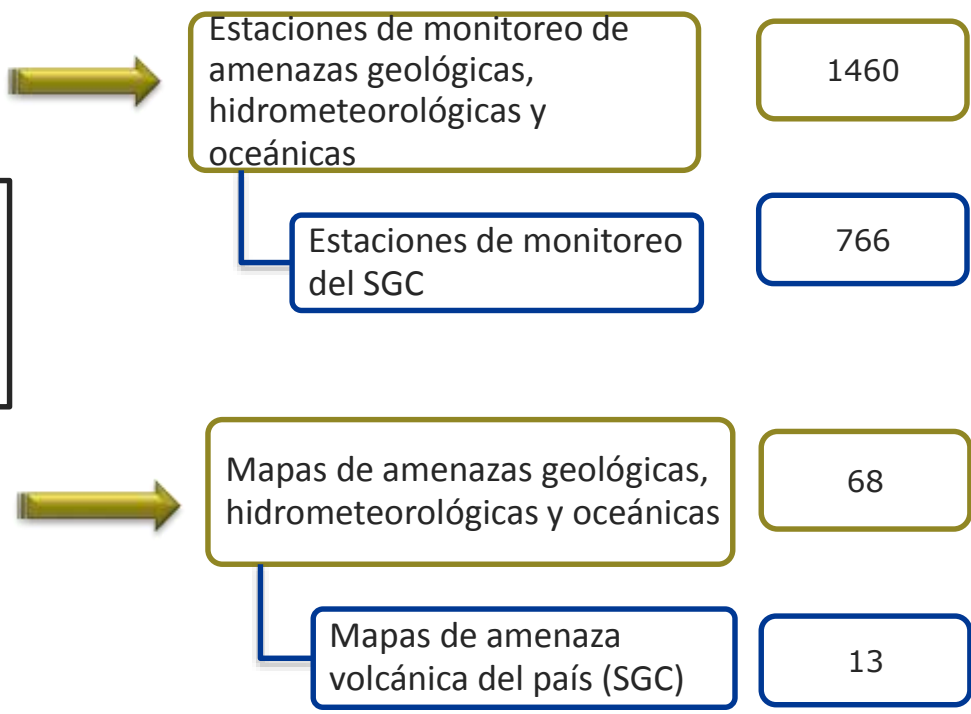 Estaciones de monitoreo de
amenazas geológicas,
hidrometeorológicas y
oceánicas
1460
Estaciones de monitoreo
del SGC
766
Mapas de amenazas geológicas,
hidrometeorológicas y oceánicas
68
Mapas de amenaza
volcánica del país (SGC)
13